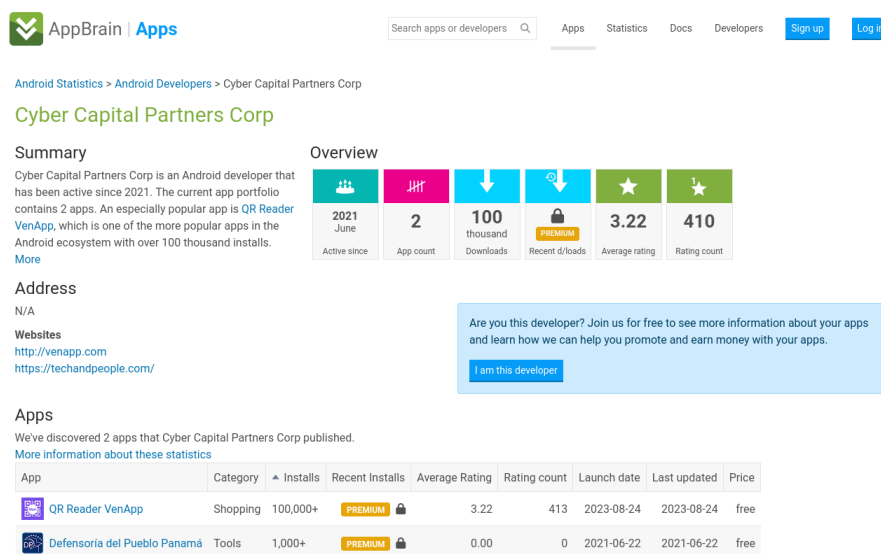 AppBrain | Apps
Search apps or developers
Apps Statistics Docs Developers Sign up Log in
Android Statistics > Android Developers > Cyber Capital Partners Corp
Cyber Capital Partners Corp
Summary
Cyber Capital Partners Corp is an Android developer that
has been active since 2021. The current app portfolio
contains 2 apps. An especially popular app is QR Reader
VenApp, which is one of the more popular apps in the
Android ecosystem with over 100 thousand installs.
More
Overview
2021 June Active since
2 App count
100 thousand Downloads
PREMIUM Recent d/loads
3.22 Average rating
1 410 Rating count
Address
N/A
Websites
http://venapp.com
https://techandpeople.com/
Are you this developer? Join us for free to see more information about your apps
and learn how we can help you promote and earn money with your apps.
I am this developer
Apps
We've discovered 2 apps that Cyber Capital Partners Corp published.
More information about these statistics
App Category Installs Recent Installs Average Rating Rating count Launch date Last updated Price
QR Reader VenApp Shopping 100,000+ PREMIUM 3.22 413 2023-08-24 2023-08-24 free
DP Defensoría del Pueblo Panamá Tools 1,000+ PREMIUM 0.00 0 2021-06-22 2021-06-22 free